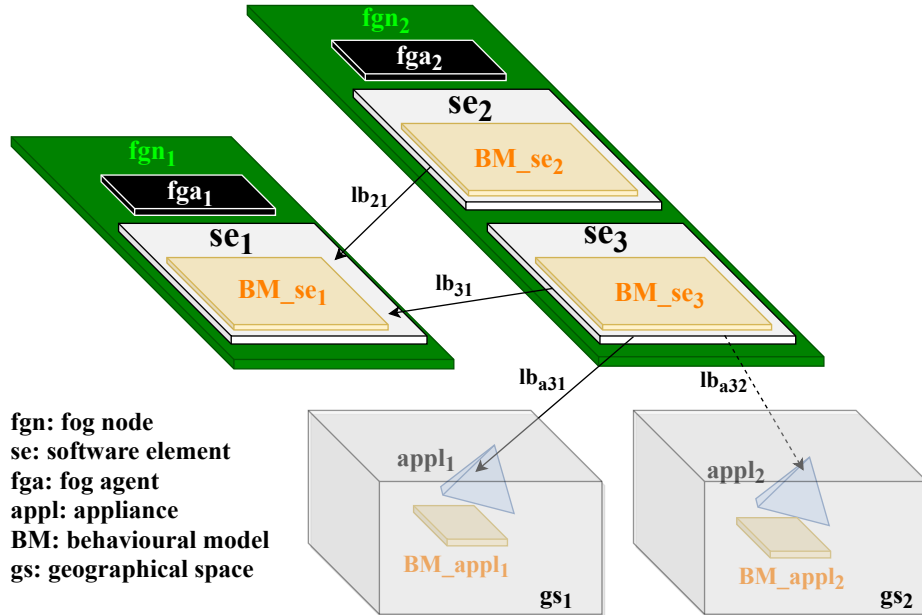 fgn2
fga2
se2
BM_se2
fgn1
fga1
lb21
se1
se3
BM_se1
lb31
BM_se3
lba31
lba32
fgn: fog node
se: software element
fga: fog agent
appl: appliance
BM: behavioural model
gs: geographical space
appl1
BM_appl1
gs1
appl2
BM_appl2
gs2